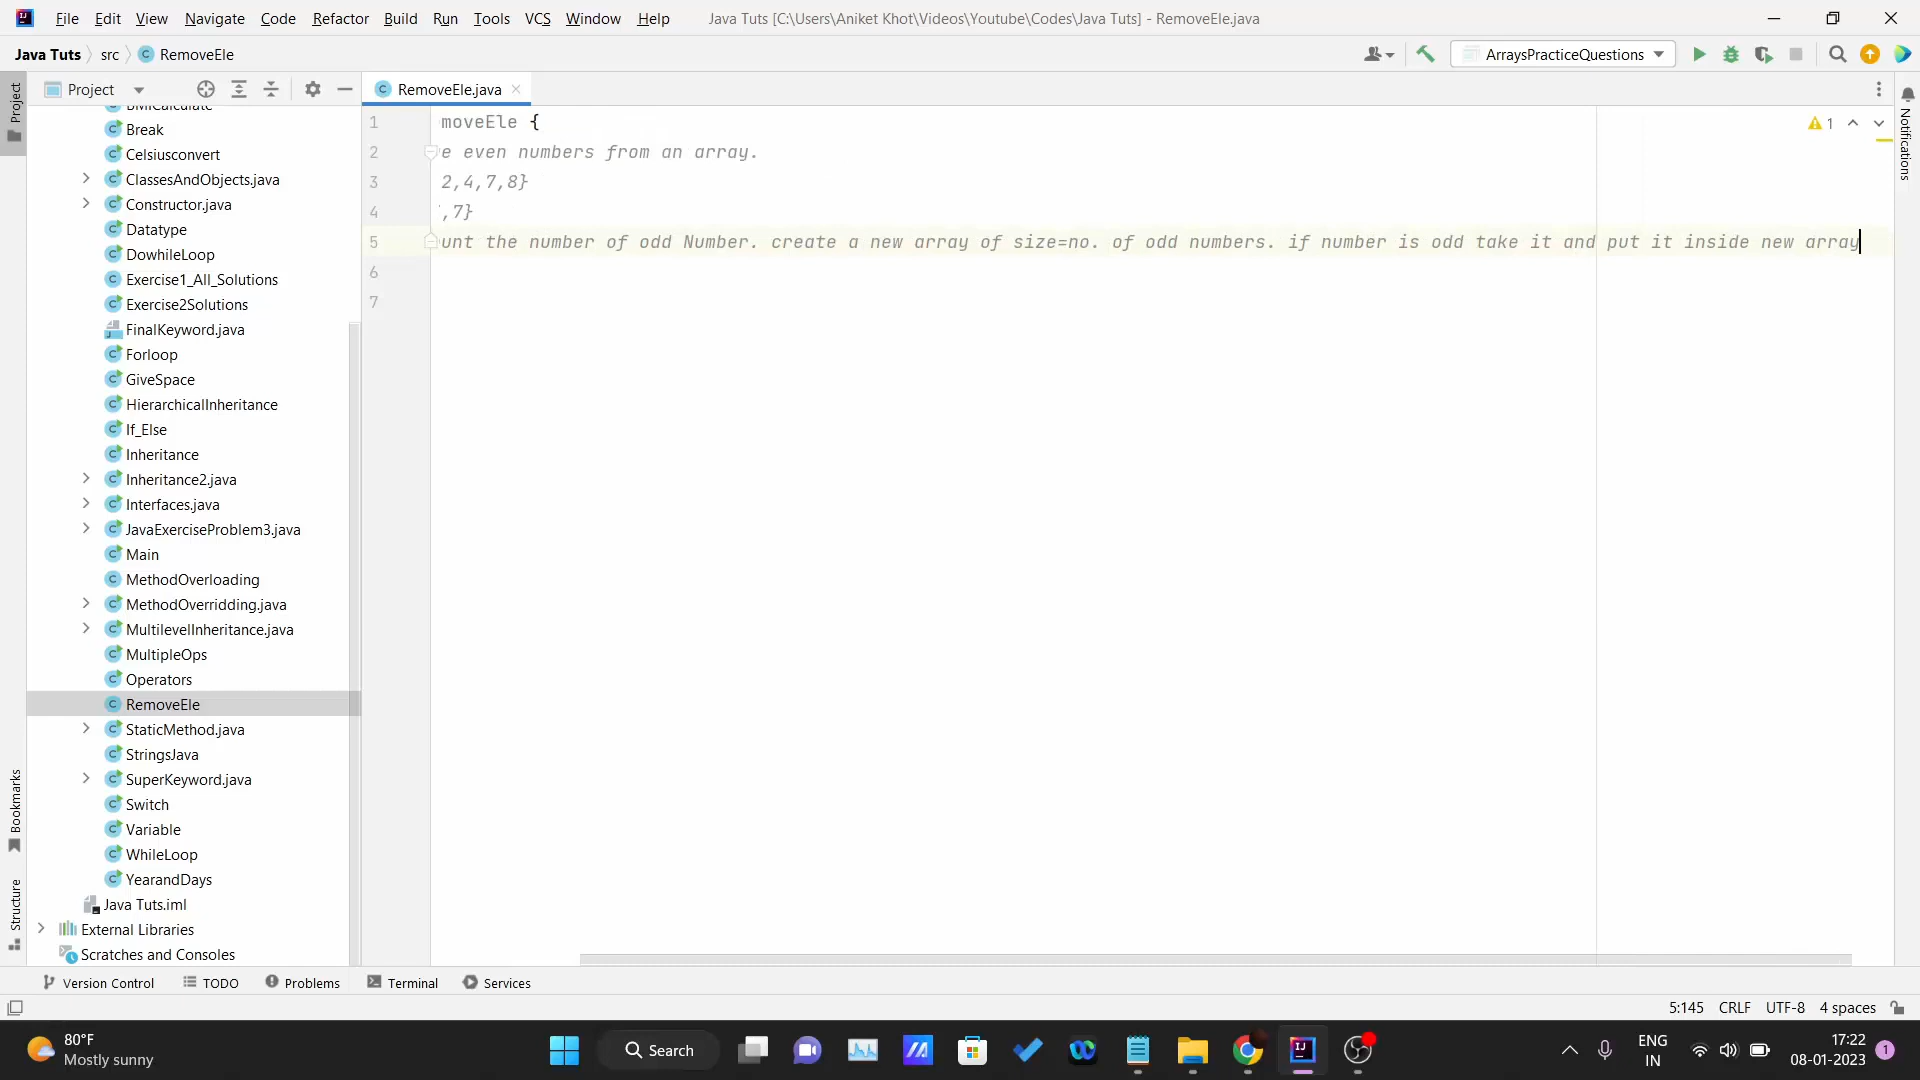 File Edit View Navigate Code Refactor Build Run Tools VCS Window Help Java Tuts [C:\Users\Aniket Khot\Videos\Youtube\Codes\Java Tuts] - RemoveEle.java
Java Tuts src RemoveEle ArraysPracticeQuestions
Project RemoveEle.java
BMICalculate
Break
Celsiusconvert
ClassesAndObjects.java
Constructor.java
Datatype
DowhileLoop
Exercise1_All_Solutions
Exercise2Solutions
FinalKeyword.java
Forloop
GiveSpace
HierarchicalInheritance
If_Else
Inheritance
Inheritance2.java
Interfaces.java
JavaExerciseProblem3.java
Main
MethodOverloading
MethodOverridding.java
MultilevelInheritance.java
MultipleOps
Operators
RemoveEle
StaticMethod.java
StringsJava
SuperKeyword.java
Switch
Variable
WhileLoop
YearandDays
Java Tuts.iml
External Libraries
Scratches and Consoles
1 moveEle {
2 e even numbers from an array.
3 2,4,7,8}
4 ,7}
5 unt the number of odd Number. create a new array of size=no. of odd numbers. if number is odd take it and put it inside new array
6
7
1
Project
Bookmarks
Structure
Notifications
Version Control TODO Problems Terminal Services
5:145 CRLF UTF-8 4 spaces
80°F
Mostly sunny
Search
ENG
IN
17:22
08-01-2023
1